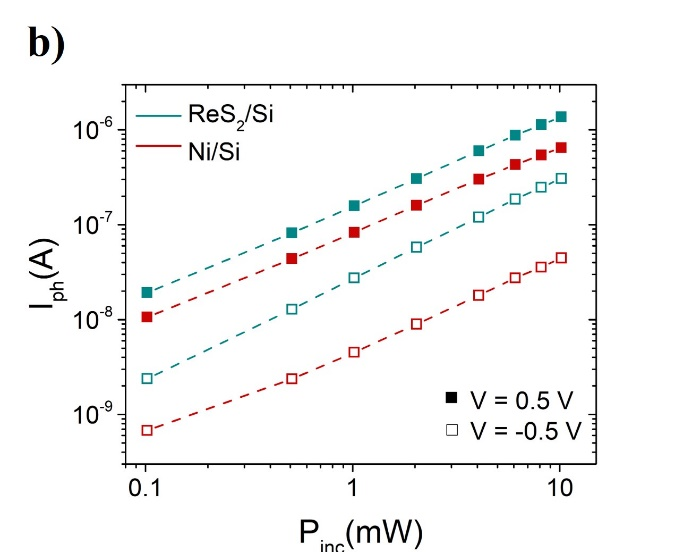 b)
ReS₂/Si
Ni/Si
10⁻⁶
10⁻⁷
10⁻⁸
10⁻⁹
Iₚₕ(A)
V = 0.5 V
V = -0.5 V
0.1
1
10
P_inc(mW)